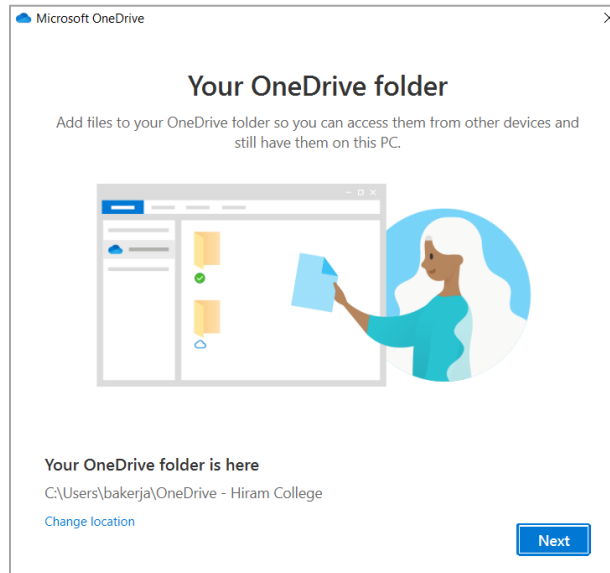 Microsoft OneDrive
Your OneDrive folder
Add files to your OneDrive folder so you can access them from other devices and
still have them on this PC.
Your OneDrive folder is here
C:\Users\bakerja\OneDrive - Hiram College
Change location
Next